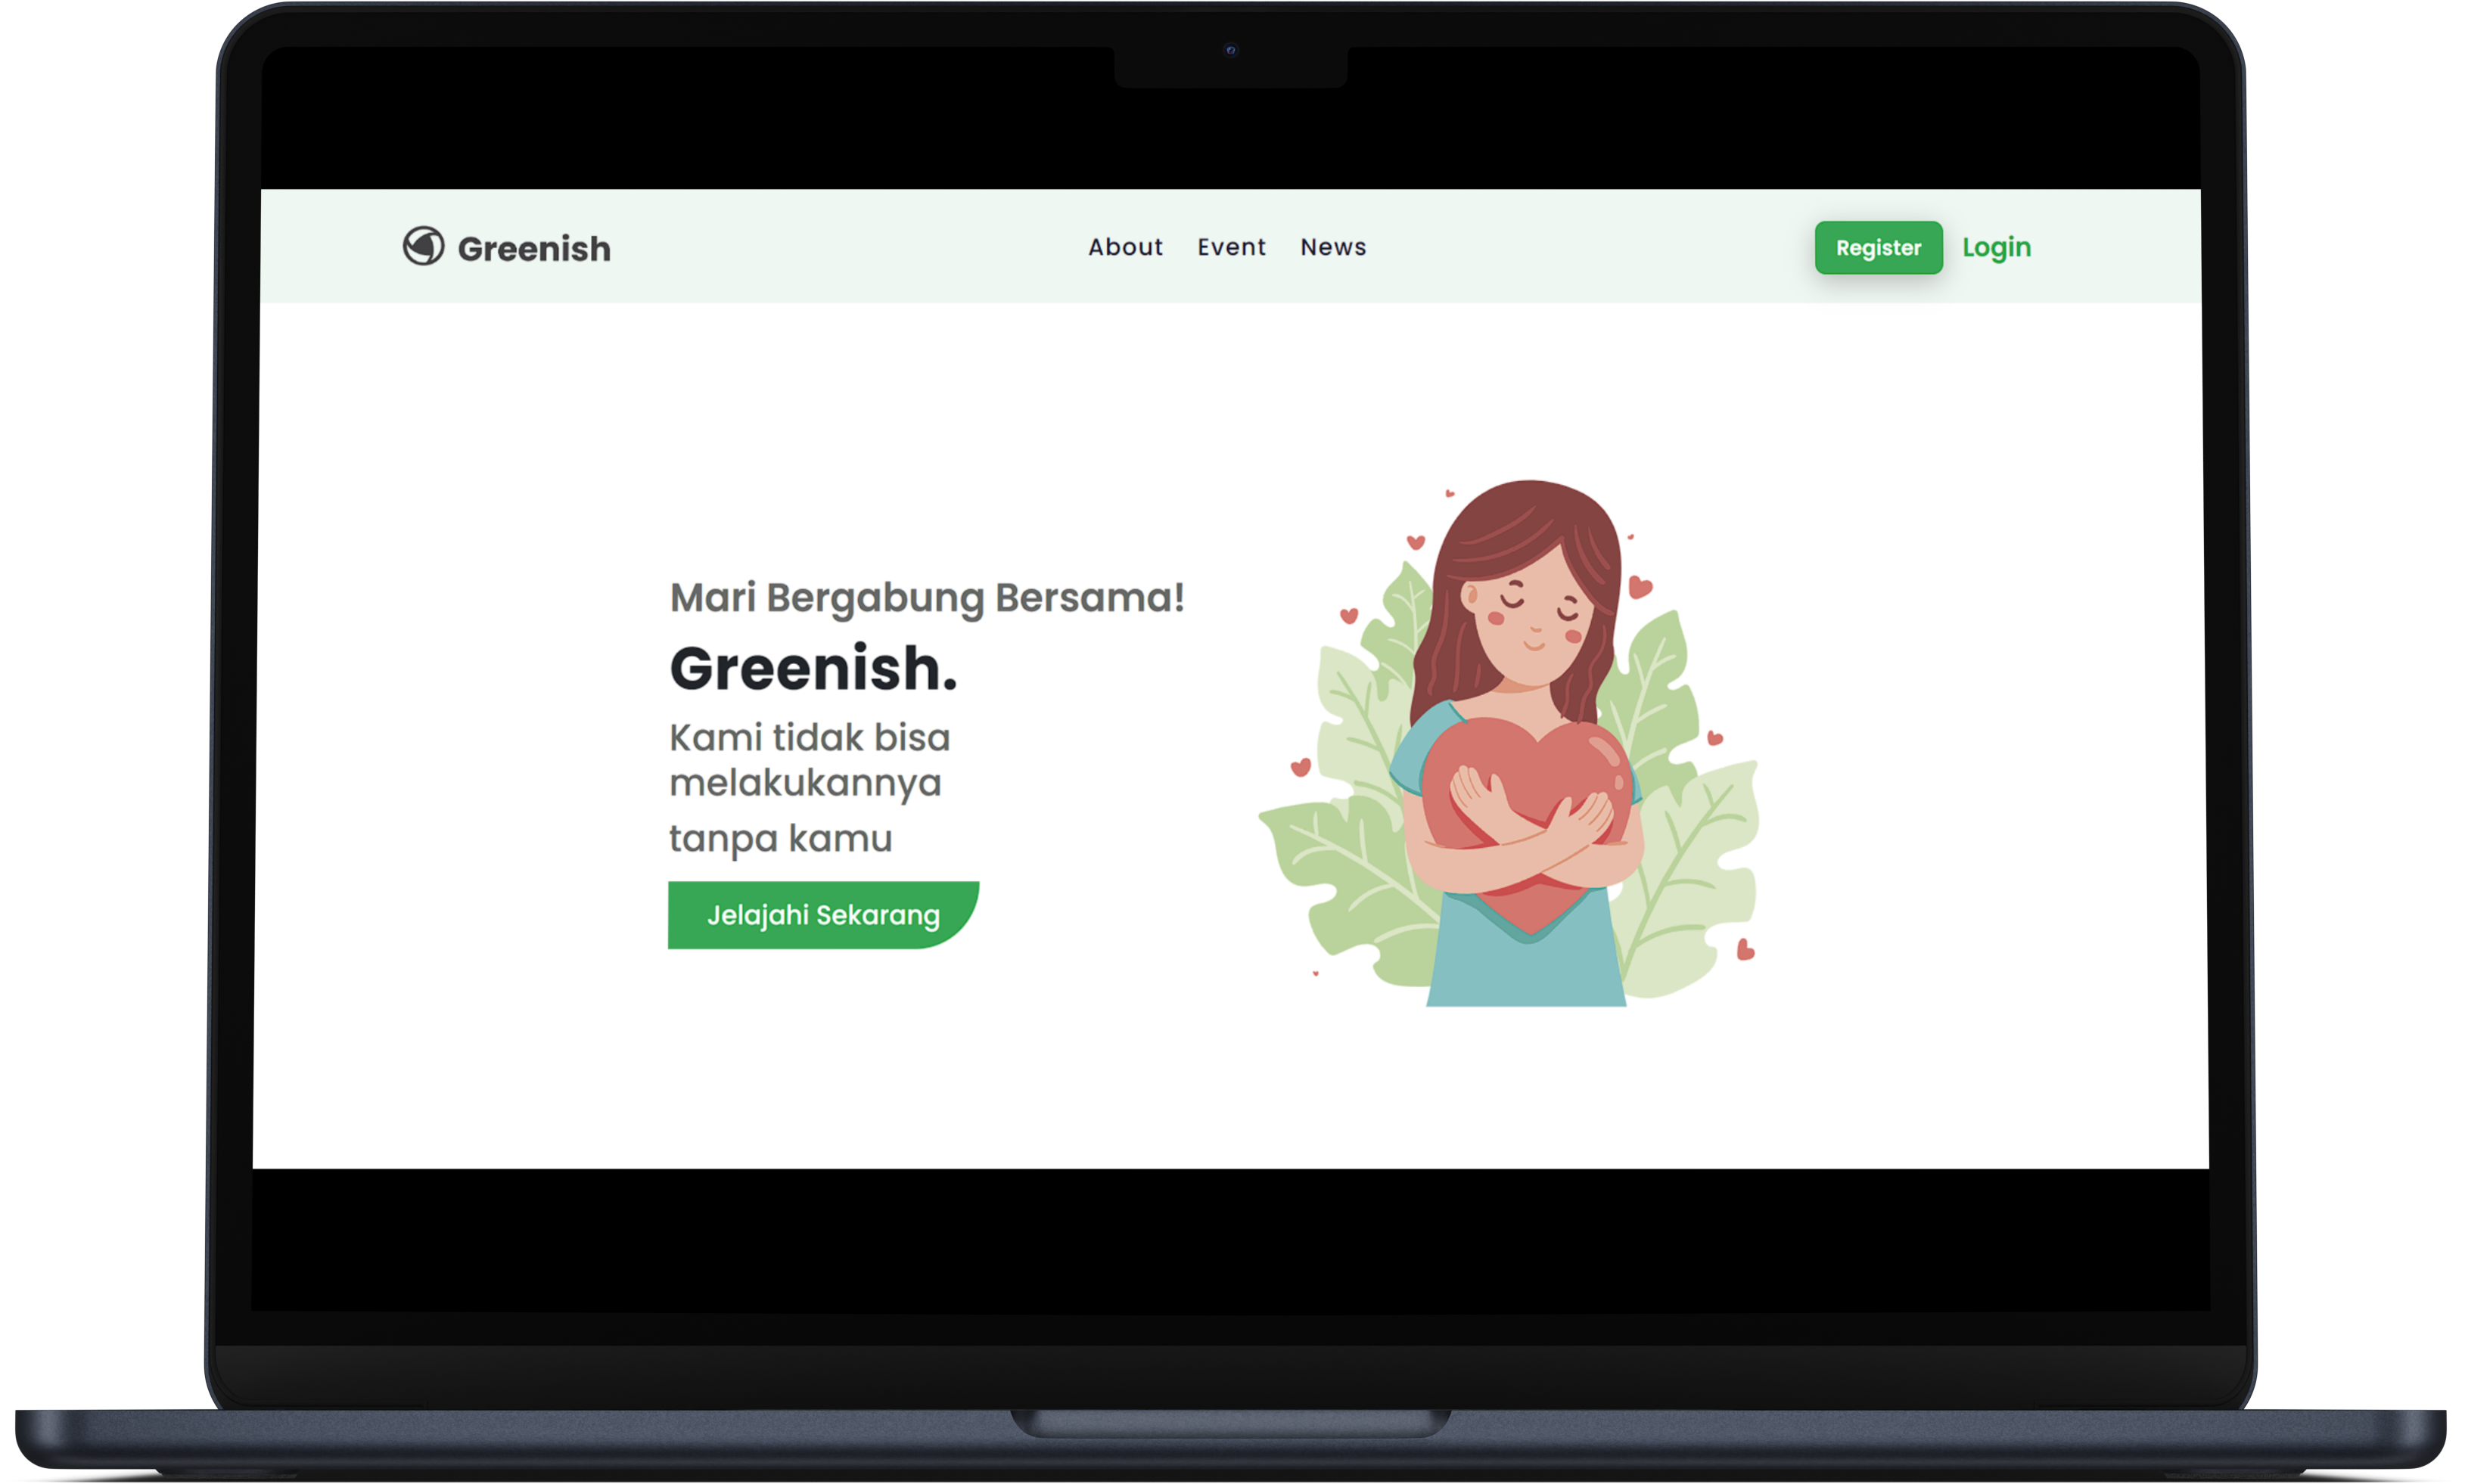 Greenish
About Event News
Register Login
Mari Bergabung Bersama!
Greenish.
Kami tidak bisa
melakukannya
tanpa kamu
Jelajahi Sekarang